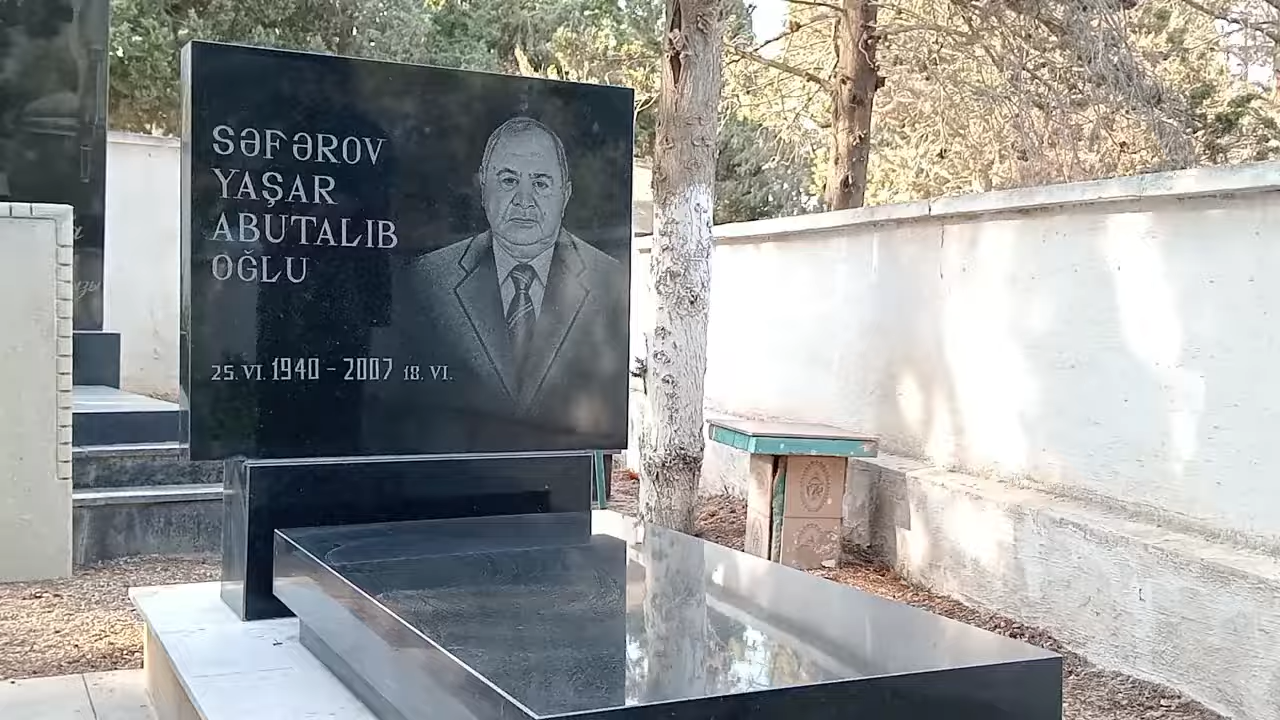 SƏFƏROV
YAŞAR
ABUTALIB
OĞLU
25. VI. 1940 - 2007 18. VI.